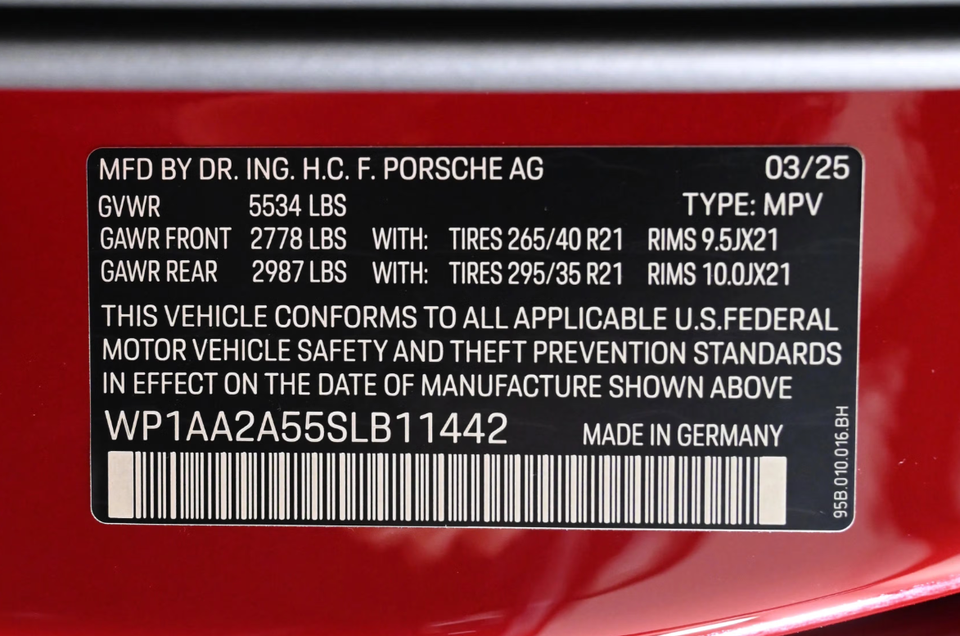 MFD BY DR. ING. H.C. F. PORSCHE AG 03/25
GVWR 5534 LBS TYPE: MPV
GAWR FRONT 2778 LBS WITH: TIRES 265/40 R21 RIMS 9.5JX21
GAWR REAR 2987 LBS WITH: TIRES 295/35 R21 RIMS 10.0JX21
THIS VEHICLE CONFORMS TO ALL APPLICABLE U.S.FEDERAL
MOTOR VEHICLE SAFETY AND THEFT PREVENTION STANDARDS
IN EFFECT ON THE DATE OF MANUFACTURE SHOWN ABOVE
WP1AA2A55SLB11442 MADE IN GERMANY
95B.010.016.BH